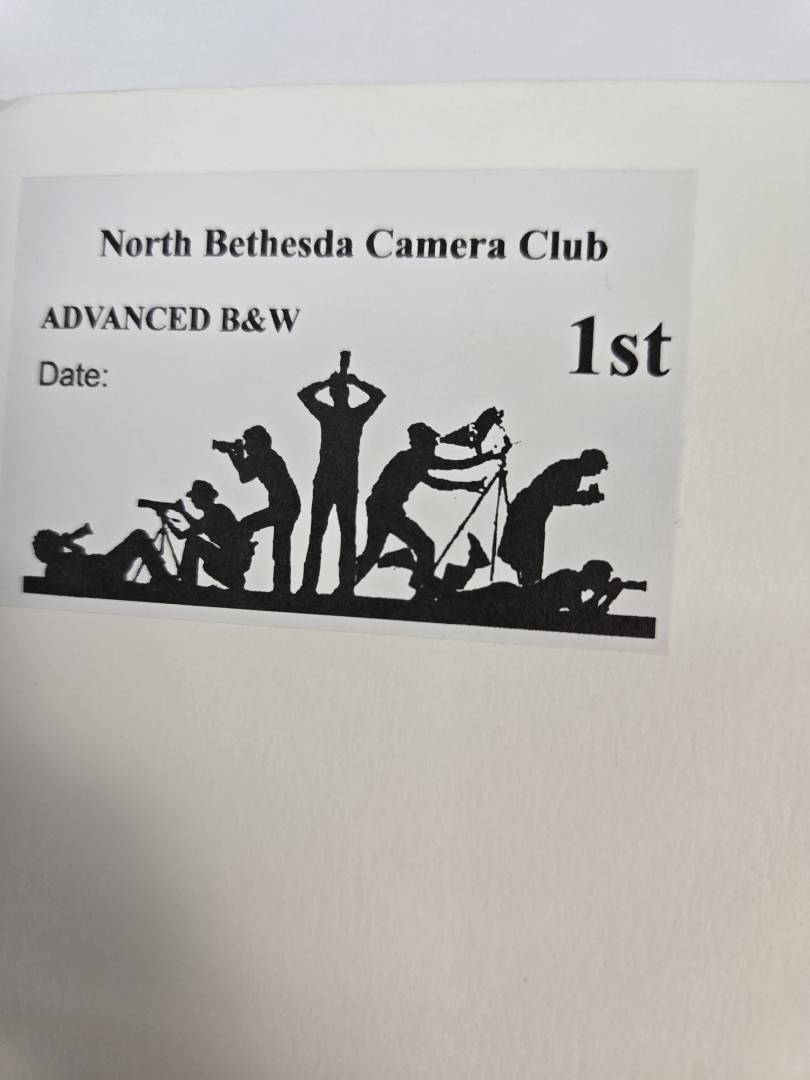 North Bethesda Camera Club
ADVANCED B&W
1st
Date: